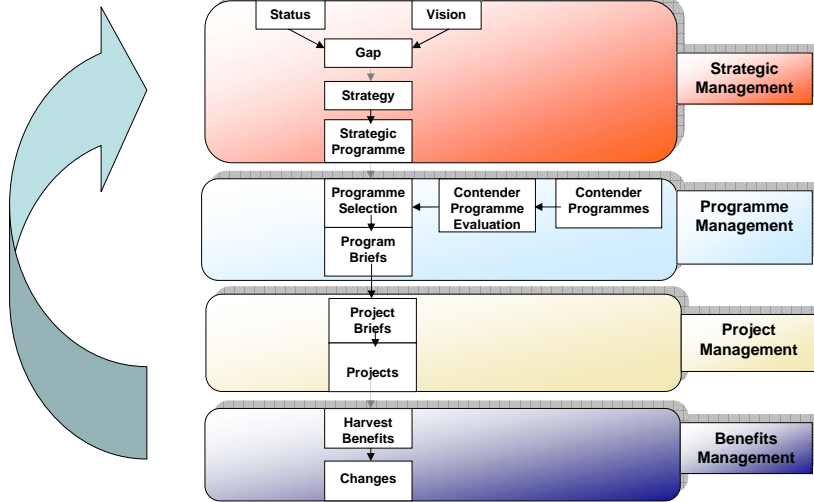 Status
Vision
Gap
Strategy
Strategic
Programme
Strategic
Management
Programme
Selection
Contender
Programme
Evaluation
Contender
Programmes
Program
Briefs
Programme
Management
Project
Briefs
Projects
Project
Management
Harvest
Benefits
Changes
Benefits
Management